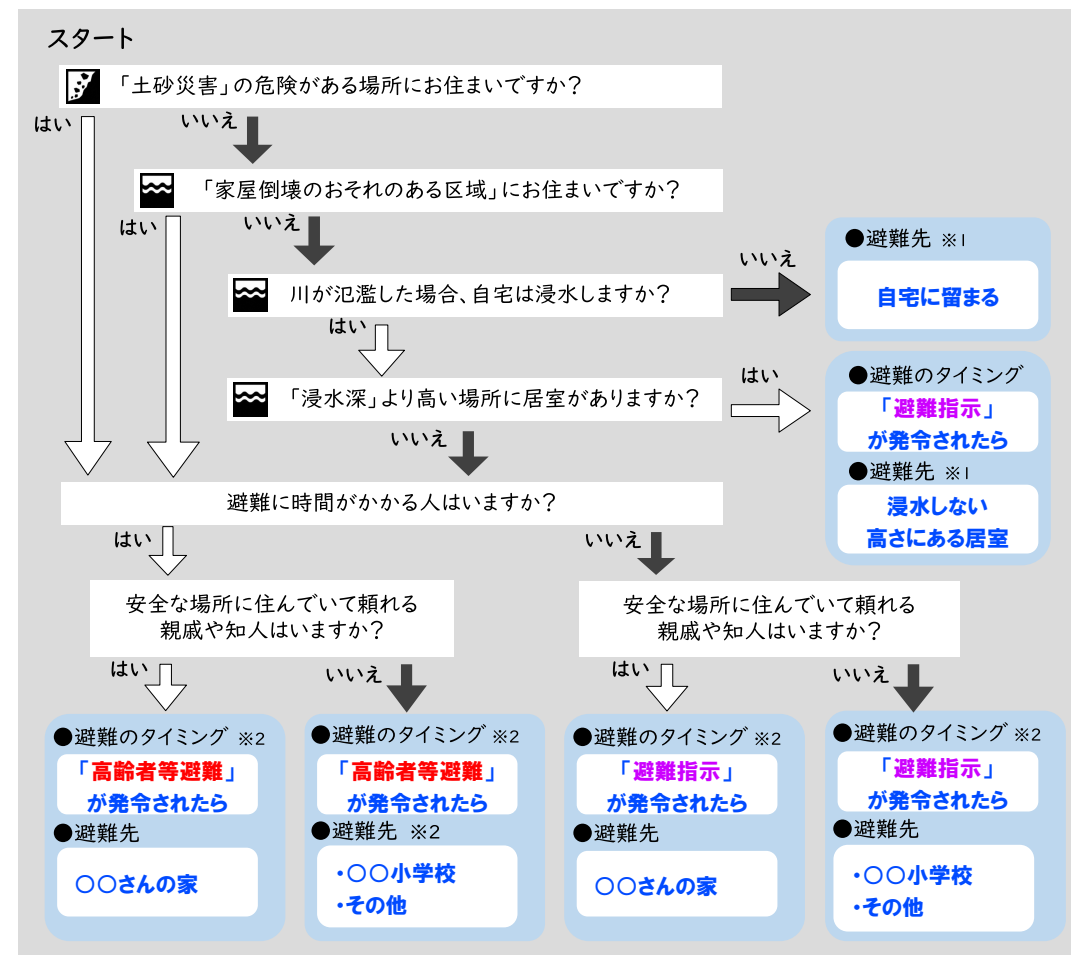 スタート
「土砂災害」の危険がある場所にお住まいですか？
はい
いいえ
「家屋倒壊のおそれのある区域」にお住まいですか？
はい
いいえ
川が氾濫した場合、自宅は浸水しますか？
いいえ
●避難先 ※1
自宅に留まる
はい
「浸水深」より高い場所に居室がありますか？
はい
●避難のタイミング
「避難指示」
が発令されたら
●避難先 ※1
浸水しない
高さにある居室
いいえ
避難に時間がかかる人はいますか？
はい
いいえ
安全な場所に住んでいて頼れる
親戚や知人はいますか？
安全な場所に住んでいて頼れる
親戚や知人はいますか？
はい
いいえ
はい
いいえ
●避難のタイミング ※2
「高齢者等避難」
が発令されたら
●避難先
〇〇さんの家
●避難のタイミング ※2
「高齢者等避難」
が発令されたら
●避難先 ※2
・〇〇小学校
・その他
●避難のタイミング ※2
「避難指示」
が発令されたら
●避難先
〇〇さんの家
●避難のタイミング ※2
「避難指示」
が発令されたら
●避難先
・〇〇小学校
・その他